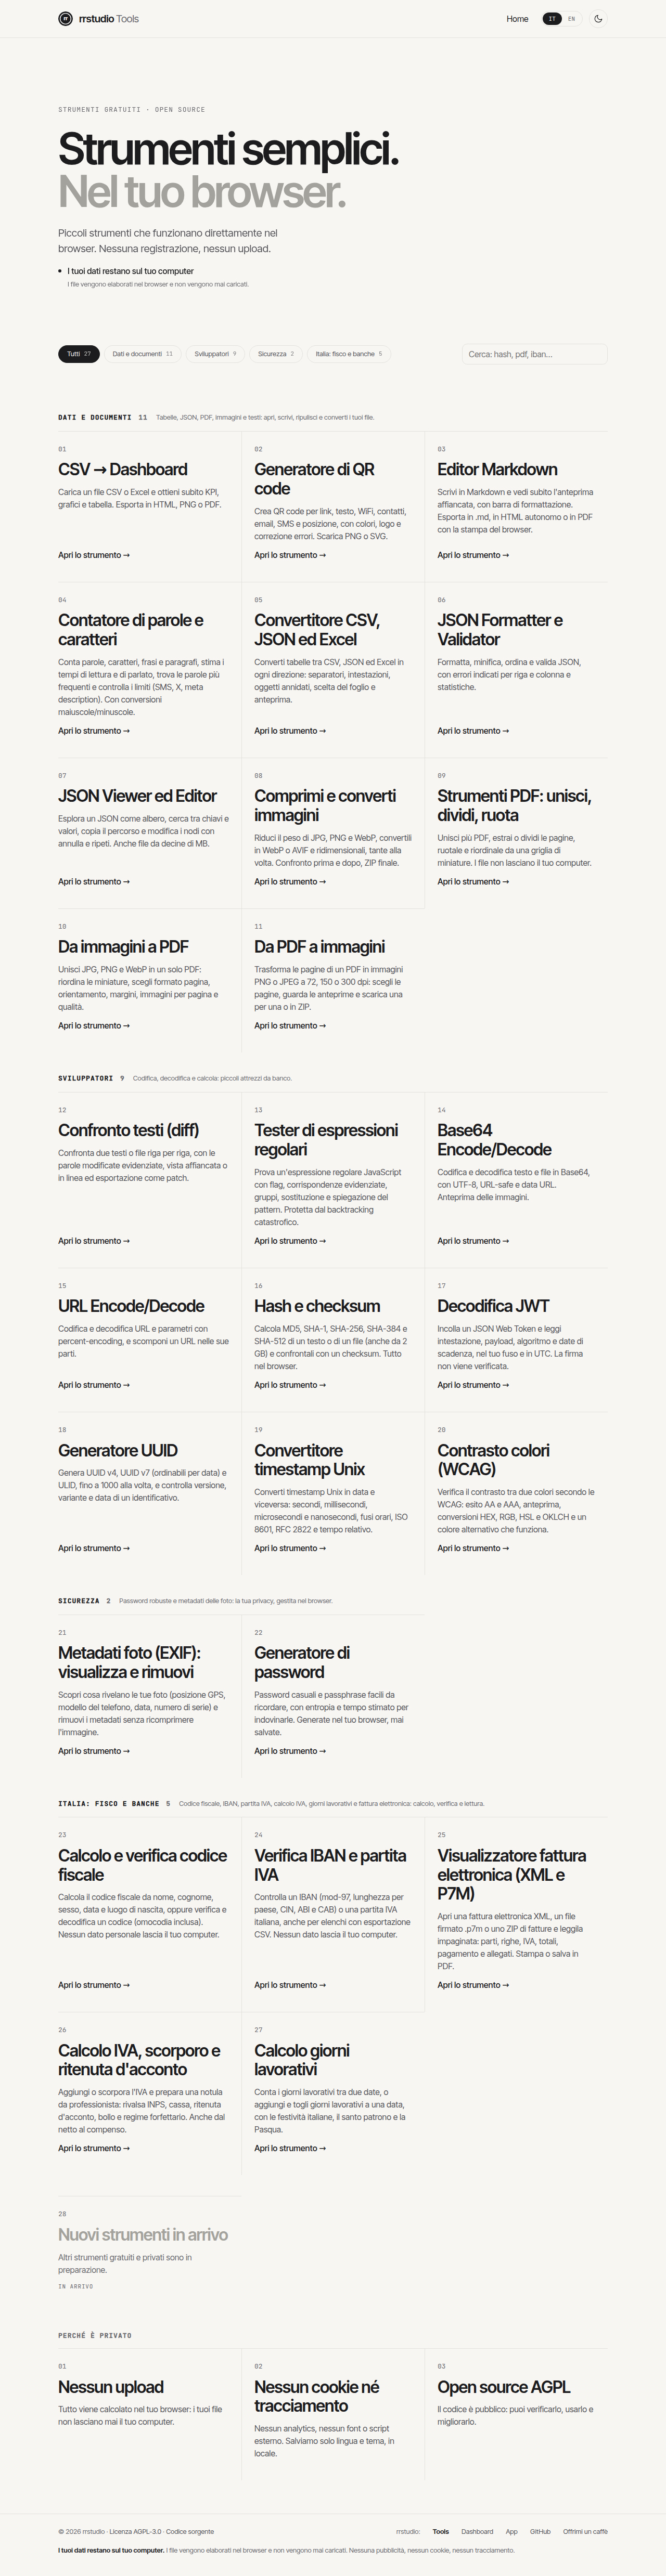 rr rrstudio Tools
Home IT EN
STRUMENTI GRATUITI · OPEN SOURCE
Strumenti semplici.
Nel tuo browser.
Piccoli strumenti che funzionano direttamente nel
browser. Nessuna registrazione, nessun upload.
I tuoi dati restano sul tuo computer
I file vengono elaborati nel browser e non vengono mai caricati.
Tutti 27
Dati e documenti 11
Sviluppatori 9
Sicurezza 2
Italia: fisco e banche 5
Cerca: hash, pdf, iban...
DATI E DOCUMENTI 11 Tabelle, JSON, PDF, immagini e testi: apri, scrivi, ripulisci e converti i tuoi file.
01
CSV → Dashboard
Carica un file CSV o Excel e ottieni subito KPI,
grafici e tabella. Esporta in HTML, PNG o PDF.
Apri lo strumento →
02
Generatore di QR
code
Crea QR code per link, testo, WiFi, contatti,
email, SMS e posizione, con colori, logo e
correzione errori. Scarica PNG o SVG.
Apri lo strumento →
03
Editor Markdown
Scrivi in Markdown e vedi subito l'anteprima
affiancata, con barra di formattazione.
Esporta in .md, in HTML autonomo o in PDF
con la stampa del browser.
Apri lo strumento →
04
Contatore di parole e
caratteri
Conta parole, caratteri, frasi e paragrafi, stima i
tempi di lettura e di parlato, trova le parole più
frequenti e controlla i limiti (SMS, X, meta
description). Con conversioni
maiuscole/minuscole.
Apri lo strumento →
05
Convertitore CSV,
JSON ed Excel
Converti tabelle tra CSV, JSON ed Excel in
ogni direzione: separatori, intestazioni,
oggetti annidati, scelta del foglio e
anteprima.
Apri lo strumento →
06
JSON Formatter e
Validator
Formatta, minifica, ordina e valida JSON,
con errori indicati per riga e colonna e
statistiche.
Apri lo strumento →
07
JSON Viewer ed Editor
Esplora un JSON come albero, cerca tra chiavi e
valori, copia il percorso e modifica i nodi con
annulla e ripeti. Anche file da decine di MB.
Apri lo strumento →
08
Comprimi e converti
immagini
Riduci il peso di JPG, PNG e WebP, convertili
in WebP o AVIF e ridimensionali, tante alla
volta. Confronto prima e dopo, ZIP finale.
Apri lo strumento →
09
Strumenti PDF: unisci,
dividi, ruota
Unisci più PDF, estrai o dividi le pagine,
ruotale e riordinale da una griglia di
miniature. I file non lasciano il tuo computer.
Apri lo strumento →
10
Da immagini a PDF
Unisci JPG, PNG e WebP in un solo PDF:
riordina le miniature, scegli formato pagina,
orientamento, margini, immagini per pagina e
qualità.
Apri lo strumento →
11
Da PDF a immagini
Trasforma le pagine di un PDF in immagini
PNG o JPEG a 72, 150 o 300 dpi: scegli le
pagine, guarda le anteprime e scarica una
per una o in ZIP.
Apri lo strumento →
SVILUPPATORI 9 Codifica, decodifica e calcola: piccoli attrezzi da banco.
12
Confronto testi (diff)
Confronta due testi o file riga per riga, con le
parole modificate evidenziate, vista affiancata o
in linea ed esportazione come patch.
Apri lo strumento →
13
Tester di espressioni
regolari
Prova un'espressione regolare JavaScript
con flag, corrispondenze evidenziate,
gruppi, sostituzione e spiegazione del
pattern. Protetta dal backtracking
catastrofico.
Apri lo strumento →
14
Base64
Encode/Decode
Codifica e decodifica testo e file in Base64,
con UTF-8, URL-safe e data URL.
Anteprima delle immagini.
Apri lo strumento →
15
URL Encode/Decode
Codifica e decodifica URL e parametri con
percent-encoding, e scomponi un URL nelle sue
parti.
Apri lo strumento →
16
Hash e checksum
Calcola MD5, SHA-1, SHA-256, SHA-384 e
SHA-512 di un testo o di un file (anche da 2
GB) e confrontali con un checksum. Tutto
nel browser.
Apri lo strumento →
17
Decodifica JWT
Incolla un JSON Web Token e leggi
intestazione, payload, algoritmo e date di
scadenza, nel tuo fuso e in UTC. La firma
non viene verificata.
Apri lo strumento →
18
Generatore UUID
Genera UUID v4, UUID v7 (ordinabili per data) e
ULID, fino a 1000 alla volta, e controlla versione,
variante e data di un identificativo.
Apri lo strumento →
19
Convertitore
timestamp Unix
Converti timestamp Unix in data e
viceversa: secondi, millisecondi,
microsecondi e nanosecondi, fusi orari, ISO
8601, RFC 2822 e tempo relativo.
Apri lo strumento →
20
Contrasto colori
(WCAG)
Verifica il contrasto tra due colori secondo le
WCAG: esito AA e AAA, anteprima,
conversioni HEX, RGB, HSL e OKLCH e un
colore alternativo che funziona.
Apri lo strumento →
SICUREZZA 2 Password robuste e metadati delle foto: la tua privacy, gestita nel browser.
21
Metadati foto (EXIF):
visualizza e rimuovi
Scopri cosa rivelano le tue foto (posizione GPS,
modello del telefono, data, numero di serie) e
rimuovi i metadati senza ricomprimere
l'immagine.
Apri lo strumento →
22
Generatore di
password
Password casuali e passphrase facili da
ricordare, con entropia e tempo stimato per
indovinarle. Generate nel tuo browser, mai
salvate.
Apri lo strumento →
ITALIA: FISCO E BANCHE 5 Codice fiscale, IBAN, partita IVA, calcolo IVA, giorni lavorativi e fattura elettronica: calcolo, verifica e lettura.
23
Calcolo e verifica codice
fiscale
Calcola il codice fiscale da nome, cognome,
sesso, data e luogo di nascita, oppure verifica e
decodifica un codice (omocodia inclusa).
Nessun dato personale lascia il tuo computer.
Apri lo strumento →
24
Verifica IBAN e partita
IVA
Controlla un IBAN (mod-97, lunghezza per
paese, CIN, ABI e CAB) o una partita IVA
italiana, anche per elenchi con esportazione
CSV. Nessun dato lascia il tuo computer.
Apri lo strumento →
25
Visualizzatore fattura
elettronica (XML e
P7M)
Apri una fattura elettronica XML, un file
firmato .p7m o uno ZIP di fatture e leggila
impaginata: parti, righe, IVA, totali,
pagamento e allegati. Stampa o salva in
PDF.
Apri lo strumento →
26
Calcolo IVA, scorporo e
ritenuta d'acconto
Aggiungi o scorpora l'IVA e prepara una notula
da professionista: rivalsa INPS, cassa, ritenuta
d'acconto, bollo e regime forfettario. Anche dal
netto al compenso.
Apri lo strumento →
27
Calcolo giorni
lavorativi
Conta i giorni lavorativi tra due date, o
aggiungi e togli giorni lavorativi a una data,
con le festività italiane, il santo patrono e la
Pasqua.
Apri lo strumento →
28
Nuovi strumenti in arrivo
Altri strumenti gratuiti e privati sono in
preparazione.
IN ARRIVO
PERCHÉ È PRIVATO
01
Nessun upload
Tutto viene calcolato nel tuo browser: i tuoi file
non lasciano mai il tuo computer.
02
Nessun cookie né
tracciamento
Nessun analytics, nessun font o script
esterno. Salviamo solo lingua e tema, in
locale.
03
Open source AGPL
Il codice è pubblico: puoi verificarlo, usarlo e
migliorarlo.
© 2026 rrstudio · Licenza AGPL-3.0 · Codice sorgente
rrstudio: Tools Dashboard App GitHub Offrimi un caffè
I tuoi dati restano sul tuo computer. I file vengono elaborati nel browser e non vengono mai caricati. Nessuna pubblicità, nessun cookie, nessun tracciamento.